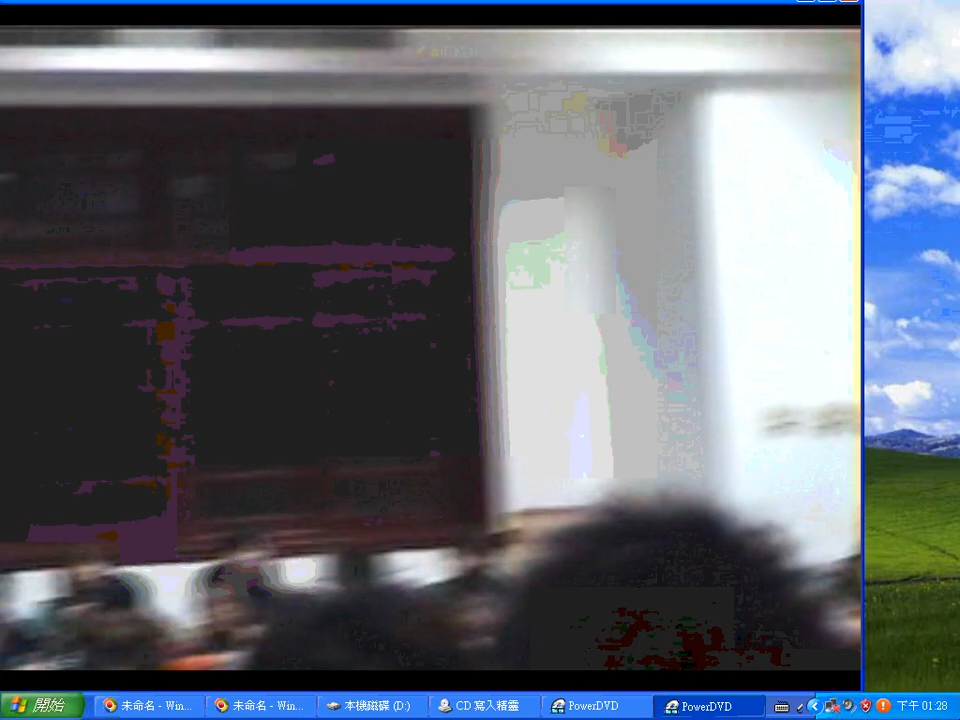 開始
未命名 - Win...
未命名 - Win...
本機磁碟 (D:)
CD 寫入精靈
PowerDVD
PowerDVD
下午 01:28